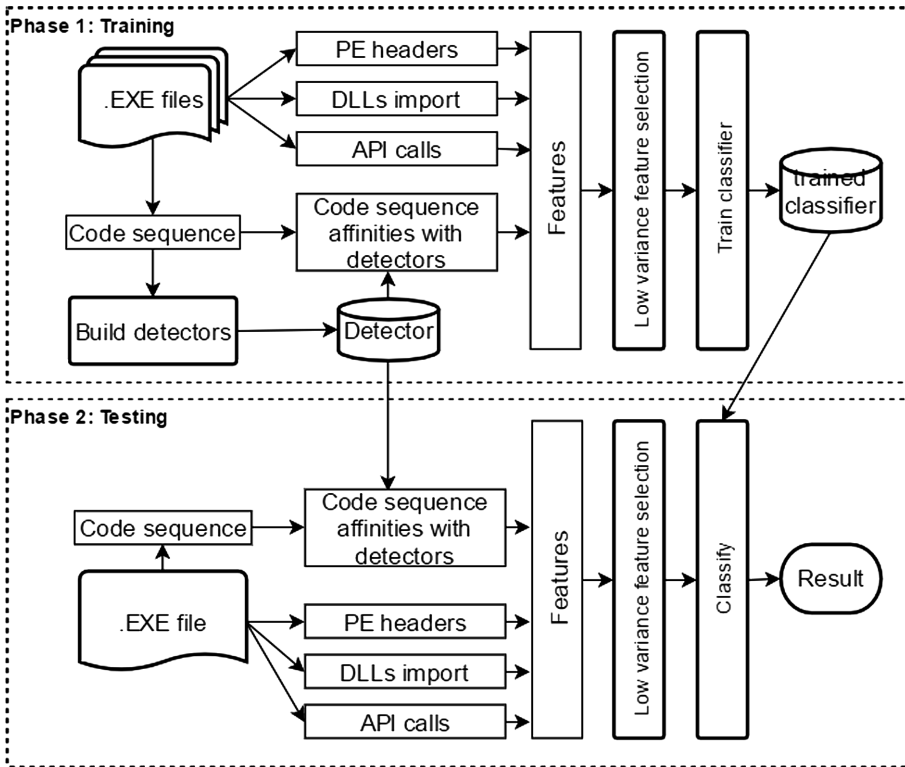 Phase 1: Training
.EXE files
PE headers
DLLs import
API calls
Code sequence
Code sequence
affinities with
detectors
Build detectors
Detector
Features
Low variance feature selection
Train classifier
trained
classifier
Phase 2: Testing
Code sequence
Code sequence
affinities with
detectors
.EXE file
PE headers
DLLs import
API calls
Features
Low variance feature selection
Classify
Result